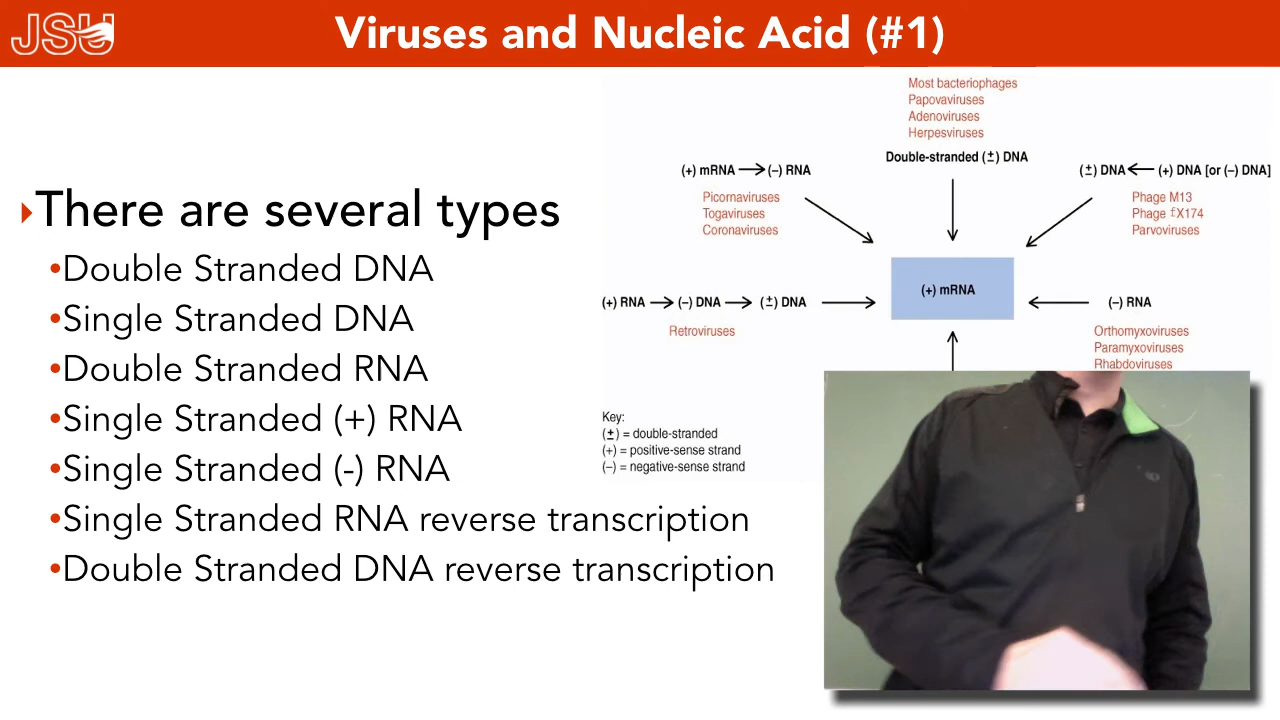 JSU
Viruses and Nucleic Acid (#1)
There are several types
•Double Stranded DNA
•Single Stranded DNA
•Double Stranded RNA
•Single Stranded (+) RNA
•Single Stranded (-) RNA
•Single Stranded RNA reverse transcription
•Double Stranded DNA reverse transcription
Most bacteriophages
Papovaviruses
Adenoviruses
Herpesviruses
Double-stranded (±) DNA
(+) mRNA → (–) RNA
Picornaviruses
Togaviruses
Coronaviruses
(±) DNA ← (+) DNA [or (–) DNA]
Phage M13
Phage fX174
Parvoviruses
(+) mRNA
(+) RNA → (–) DNA → (±) DNA
Retroviruses
(–) RNA
Orthomyxoviruses
Paramyxoviruses
Rhabdoviruses
Key:
(±) = double-stranded
(+) = positive-sense strand
(–) = negative-sense strand